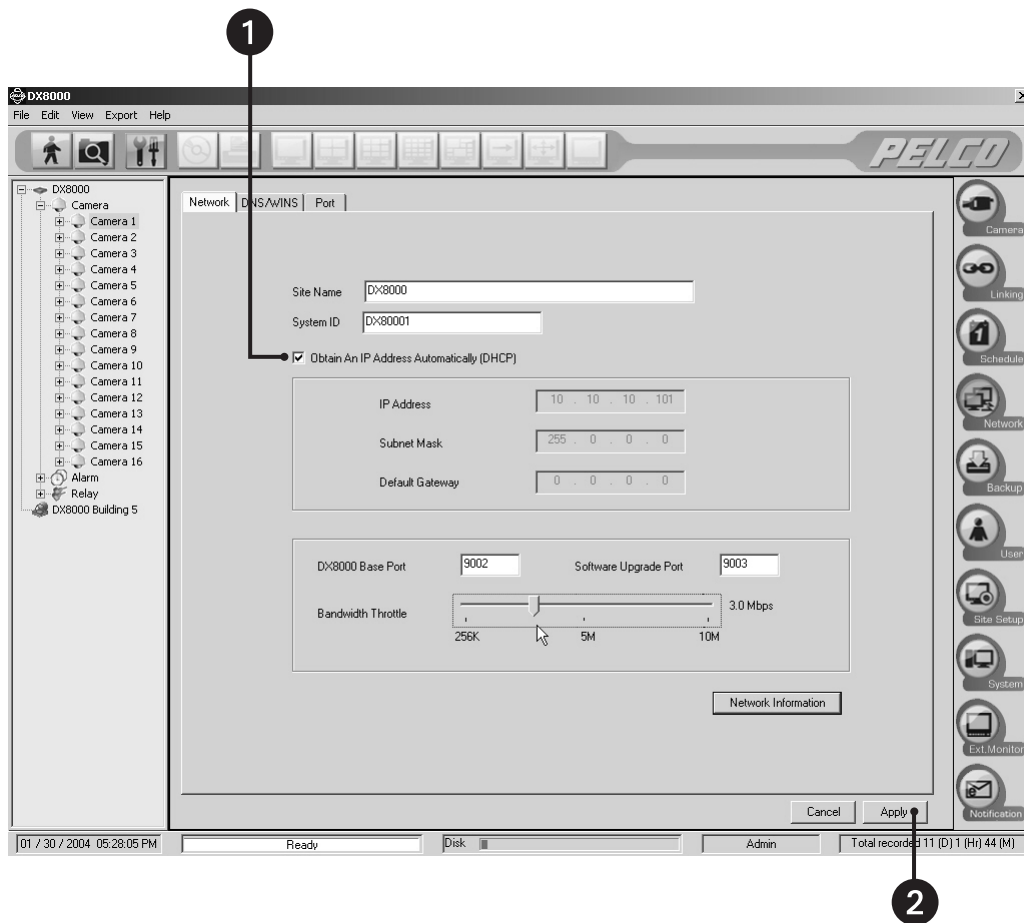 1
DX8000
File Edit View Export Help
PELCO
DX8000
Camera
Camera 1
Camera 2
Camera 3
Camera 4
Camera 5
Camera 6
Camera 7
Camera 8
Camera 9
Camera 10
Camera 11
Camera 12
Camera 13
Camera 14
Camera 15
Camera 16
Alarm
Relay
DX8000 Building 5
Network DNS/WINS Port
Site Name DX8000
System ID DX80001
Obtain An IP Address Automatically (DHCP)
IP Address 10 . 10 . 10 . 101
Subnet Mask 255 . 0 . 0 . 0
Default Gateway 0 . 0 . 0 . 0
DX8000 Base Port 9002 Software Upgrade Port 9003
Bandwidth Throttle 3.0 Mbps
256K 5M 10M
Network Information
Cancel Apply
Camera
Linking
1
Schedule
Network
Backup
User
Site Setup
System
Ext.Monitor
Notification
01 / 30 / 2004 05:28:05 PM Ready Disk Admin Total recorded 11 (D) 1 (Hr) 44 (M)
2